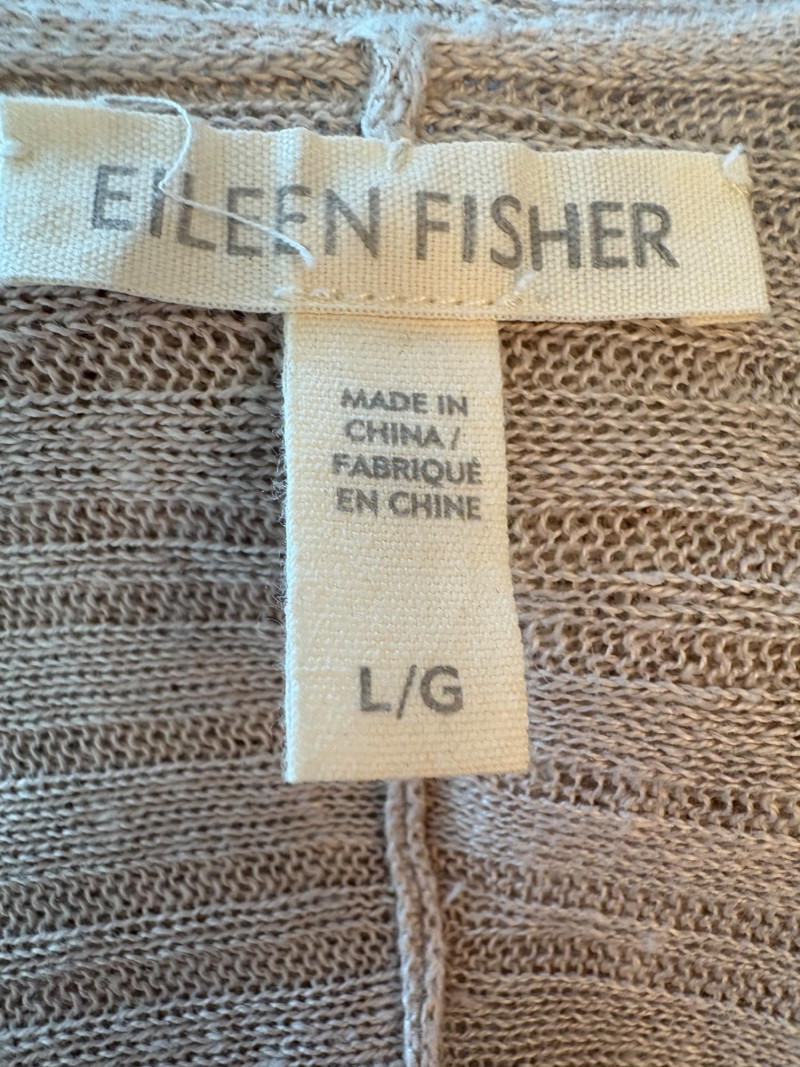 EILEEN FISHER
MADE IN
CHINA /
FABRIQUÉ
EN CHINE
L/G